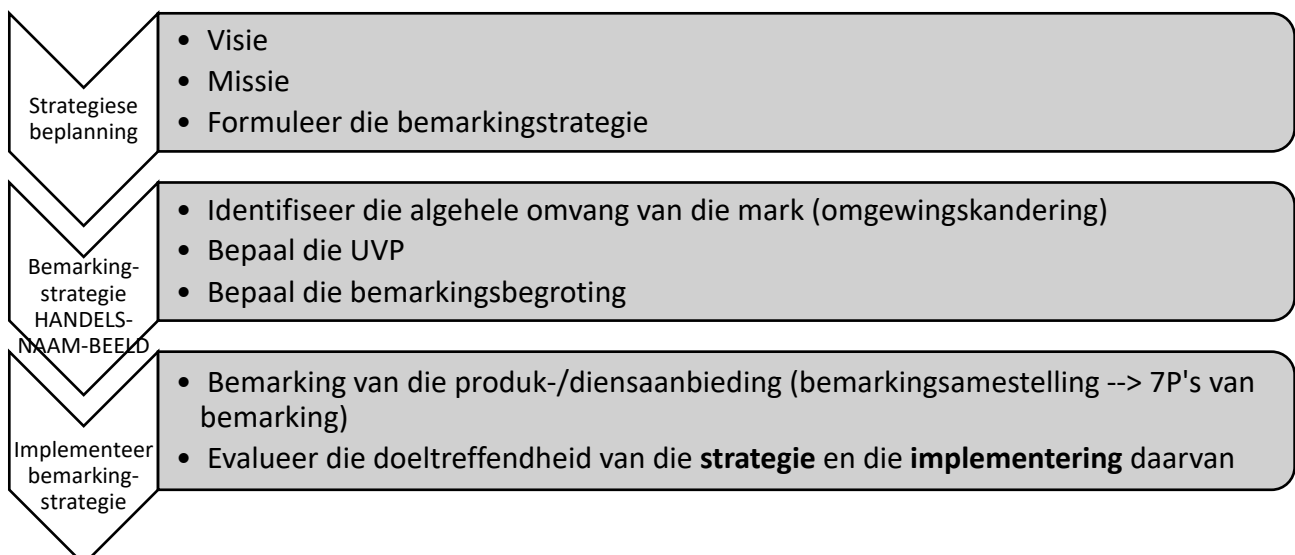 Strategiese
beplanning
• Visie
• Missie
• Formuleer die bemarkingstrategie
Bemarking-
strategie
HANDELS-
NAAM-BEELD
• Identifiseer die algehele omvang van die mark (omgewingskandering)
• Bepaal die UVP
• Bepaal die bemarkingsbegroting
Implementeer
bemarking-
strategie
• Bemarking van die produk-/diensaanbieding (bemarkingsamestelling --> 7P's van
bemarking)
• Evalueer die doeltreffendheid van die strategie en die implementering daarvan